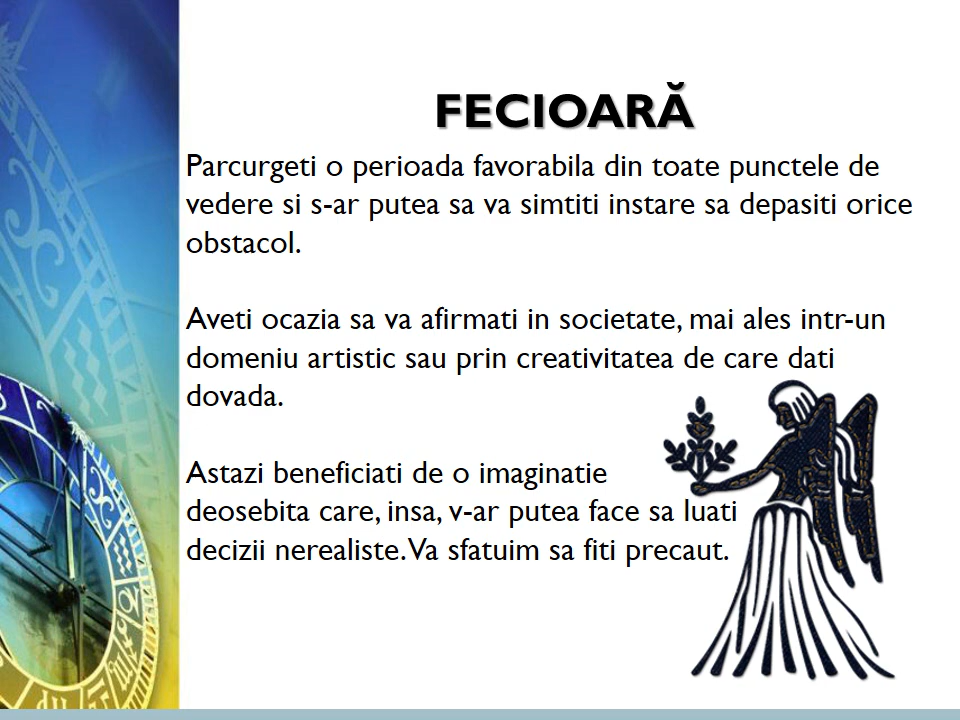 FECIOARĂ
Parcurgeti o perioada favorabila din toate punctele de
vedere si s-ar putea sa va simtiti instare sa depasiti orice
obstacol.
Aveti ocazia sa va afirmati in societate, mai ales intr-un
domeniu artistic sau prin creativitatea de care dati
dovada.
Astazi beneficiati de o imaginatie
deosebita care, insa, v-ar putea face sa luati
decizii nerealiste. Va sfatuim sa fiti precaut.